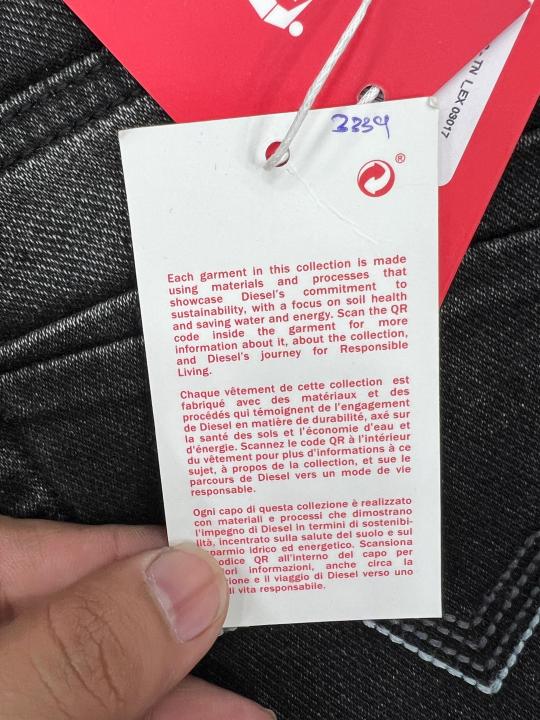 - TN L.EX 03017
2339
®
Each garment in this collection is made
using materials and processes that
showcase Diesel's commitment to
sustainability, with a focus on soil health
and saving water and energy. Scan the QR
code inside the garment for more
information about it, about the collection,
and Diesel's journey for Responsible
Living.
Chaque vêtement de cette collection est
fabriqué avec des matériaux et des
procédés qui témoignent de l'engagement
de Diesel en matière de durabilité, axé sur
la santé des sols et l'économie d'eau et
d'énergie. Scannez le code QR à l'intérieur
du vêtement pour plus d'informations à ce
sujet, à propos de la collection, et sue le
parcours de Diesel vers un mode de vie
responsable.
Ogni capo di questa collezione è realizzato
con materiali e processi che dimostrano
l'impegno di Diesel in termini di sostenibi-
lità, incentrato sulla salute del suolo e sul
idrico ed energetico. Scansiona
QR all'interno del capo per
informazioni, anche circa la
e il viaggio di Diesel verso uno
di vita responsabile.